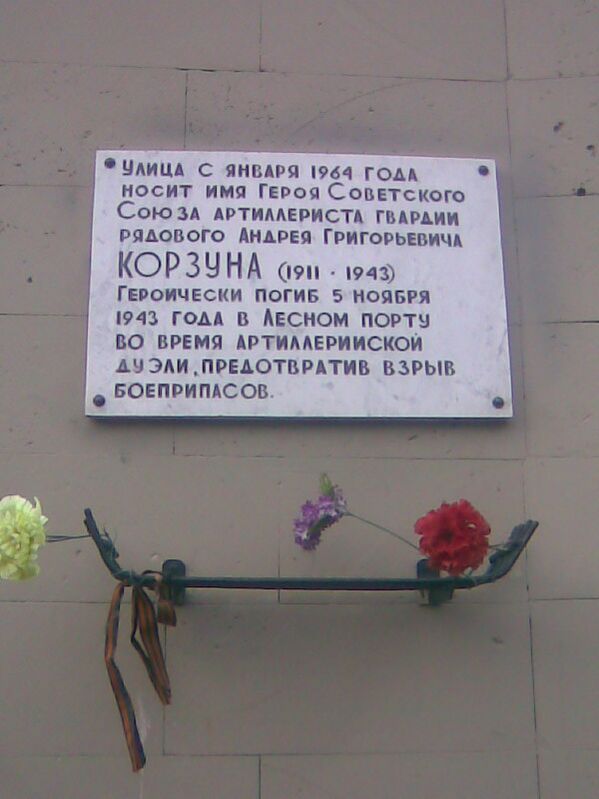 Улица с января 1964 года
носит имя Героя Советского
Союза артиллериста гвардии
рядового Андрея Григорьевича
КОРЗУНА (1911 - 1943)
Героически погиб 5 ноября
1943 года в Лесном порту
во время артиллериискои
дуэли, предотвратив взрыв
боеприпасов.